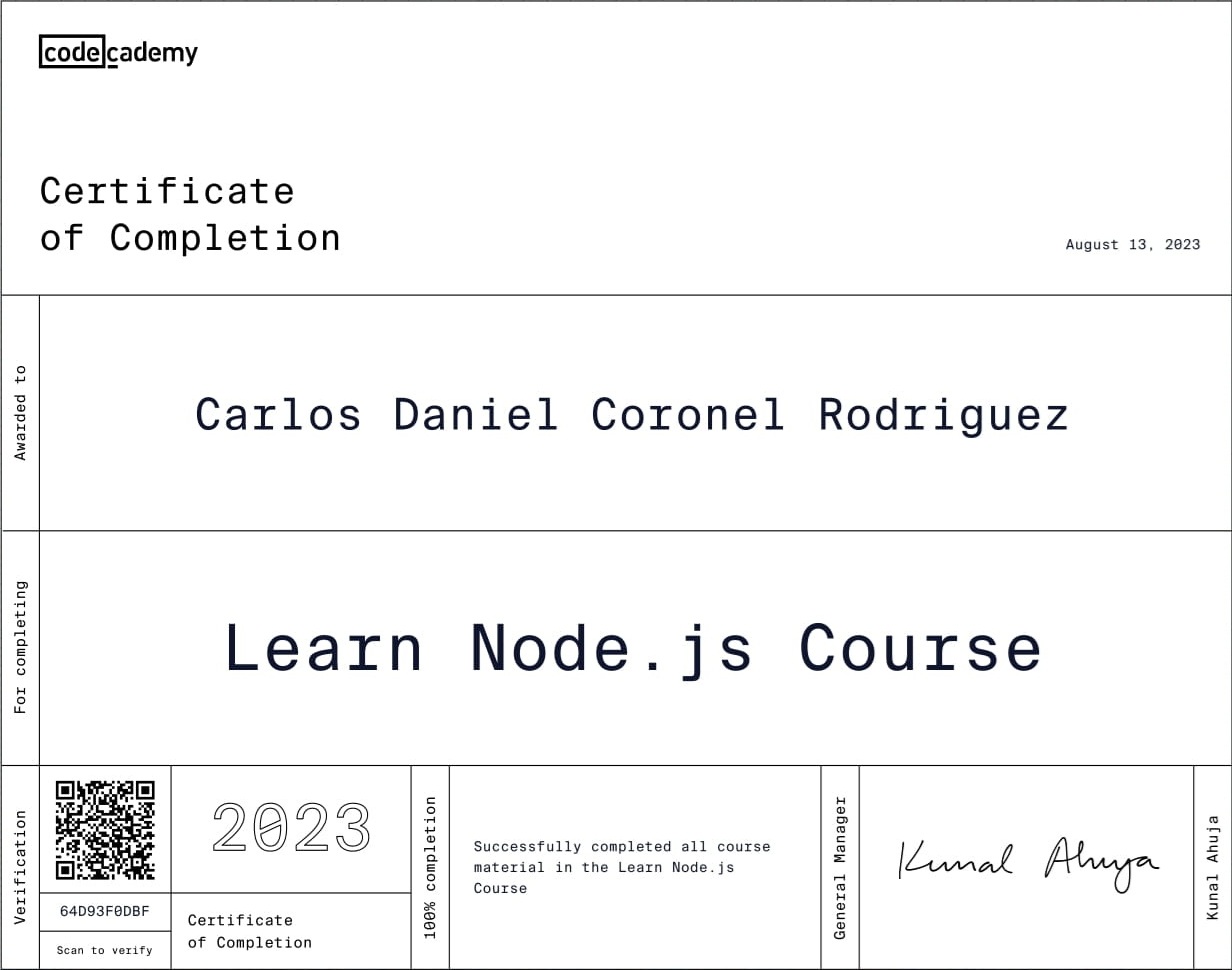 codecademy
Certificate
of Completion
August 13, 2023
Awarded to
Carlos Daniel Coronel Rodriguez
For completing
Learn Node.js Course
Verification
64D93F0DBF
Scan to verify
2023
Certificate
of Completion
100% completion
Successfully completed all course
material in the Learn Node.js
Course
General Manager
Kunal Ahuja
Kunal Ahuja